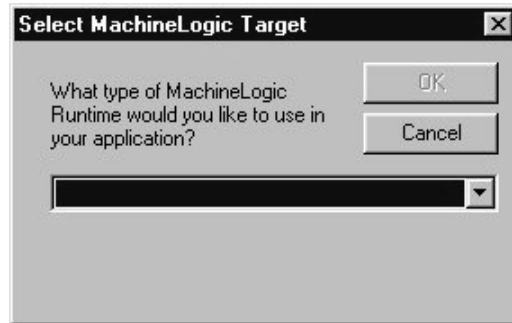 Select MachineLogic Target
What type of MachineLogic
Runtime would you like to use in
your application?
OK
Cancel